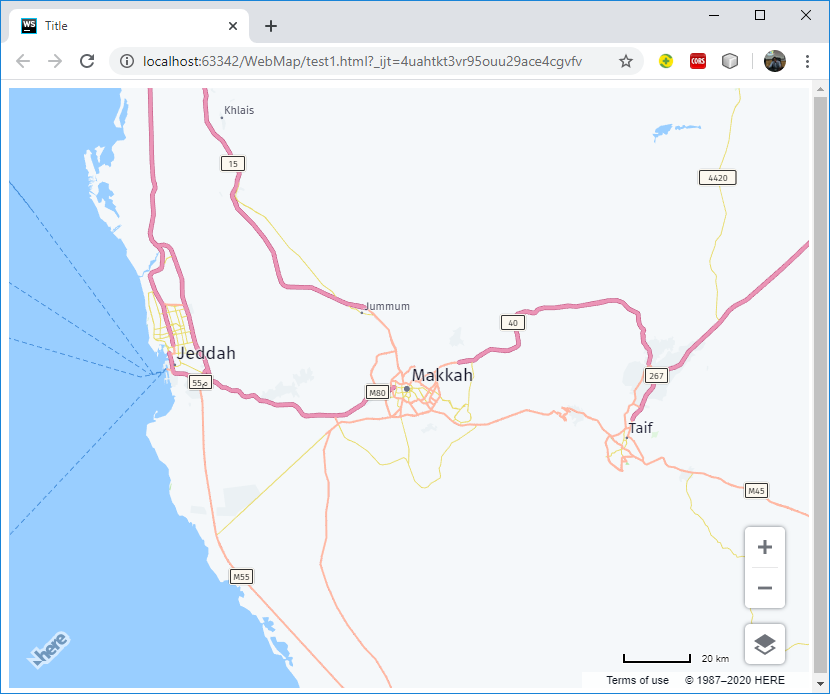 WS
Title
localhost:63342/WebMap/test1.html?_ijt=4uahtkt3vr95ouu29ace4cgvfv
CORS
Khlais
15
4420
Jummum
40
Jeddah
Makkah
267
55م
M80
Taif
M45
M55
here
20 km
Terms of use © 1987–2020 HERE